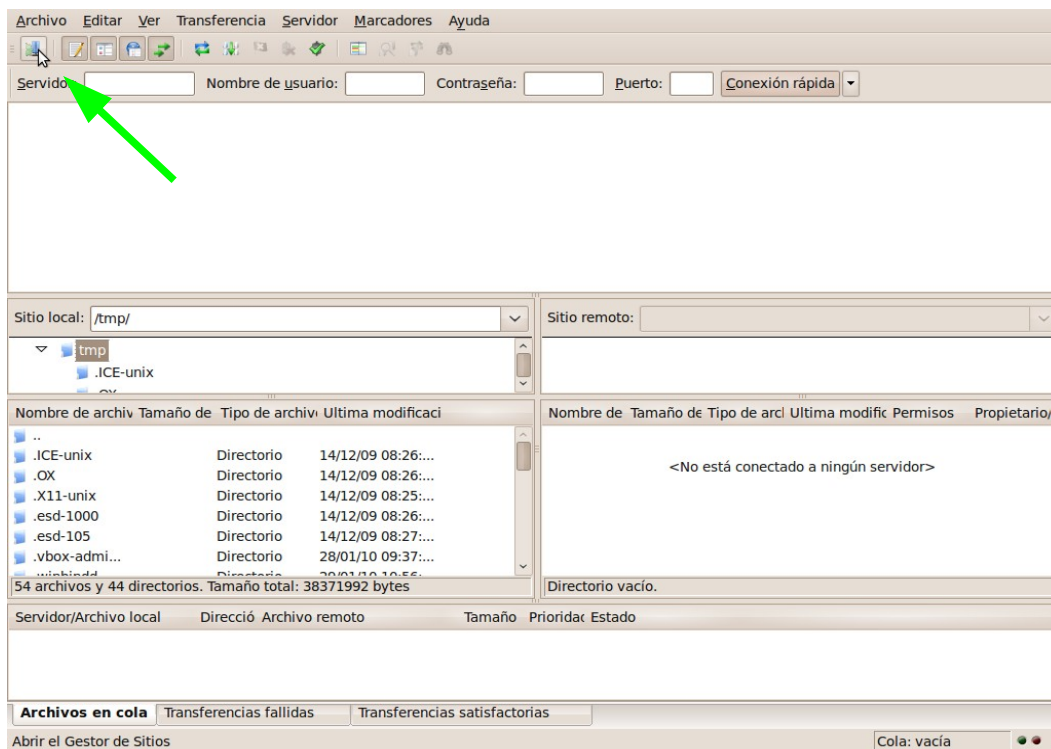 Archivo Editar Ver Transferencia Servidor Marcadores Ayuda
Nombre de usuario: Contraseña: Puerto: Conexión rápida
Sitio local: /tmp/
Sitio remoto:
tmp
.ICE-unix
Nombre de archiv Tamaño de Tipo de archiv Ultima modificaci
Nombre de Tamaño de Tipo de arcl Ultima modific Permisos Propietario/
..
.ICE-unix Directorio 14/12/09 08:26:...
.OX Directorio 14/12/09 08:26:...
.X11-unix Directorio 14/12/09 08:25:...
.esd-1000 Directorio 14/12/09 08:26:...
.esd-105 Directorio 14/12/09 08:27:...
.vbox-admi... Directorio 28/01/10 09:37:...
<No está conectado a ningún servidor>
54 archivos y 44 directorios. Tamaño total: 38371992 bytes
Directorio vacío.
Servidor/Archivo local Direcció Archivo remoto Tamaño Prioridac Estado
Archivos en cola Transferencias fallidas Transferencias satisfactorias
Abrir el Gestor de Sitios
Cola: vacía